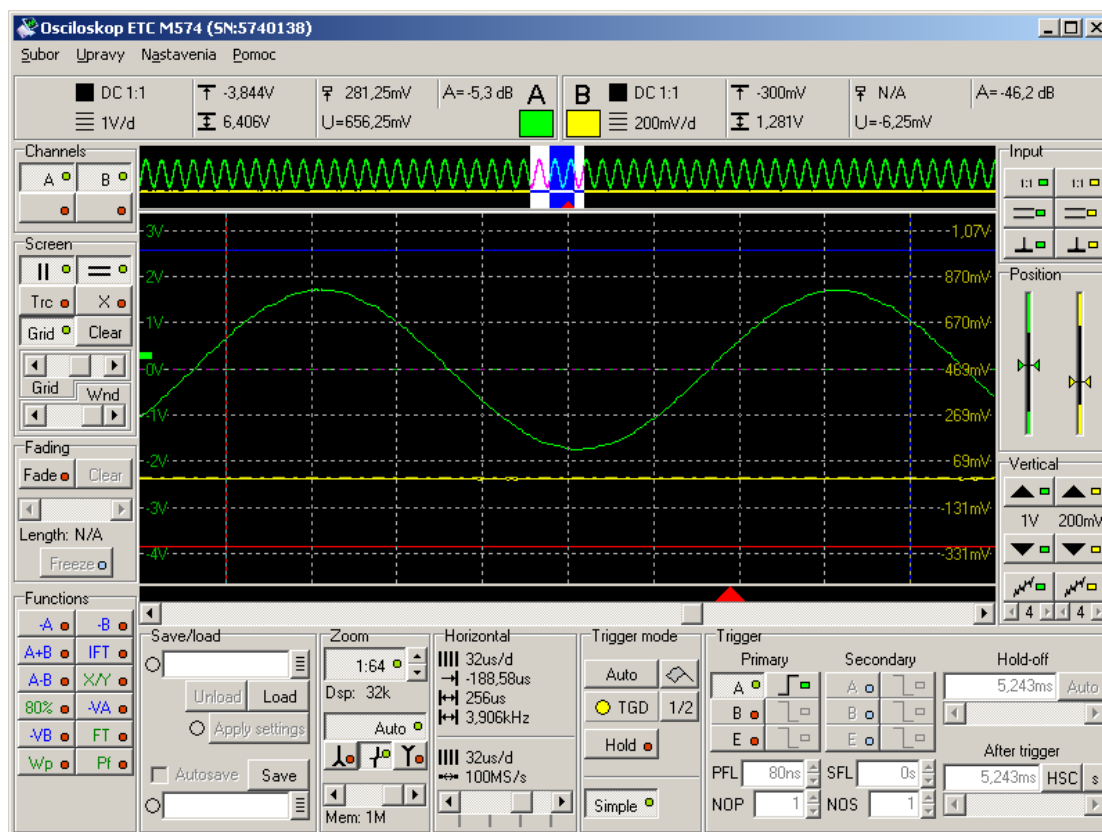 Osciloskop ETC M574 (SN:5740138)
Subor Upravy Nastavenia Pomoc
DC 1:1 -3,844V 281,25mV A=-5,3 dB A B DC 1:1 -300mV N/A A=-46,2 dB
1V/d 6,406V U=656,25mV 200mV/d 1,281V U=-6,25mV
Channels
A B
Screen
Trc X
Grid Clear
Grid Wnd
Fading
Fade Clear
Length: N/A
Freeze
Functions
-A -B
A+B IFT
A-B X/Y
80% -VA
-VB FT
Wp Pf
3V 1,07V
2V 870mV
1V 670mV
0V 469mV
-1V 269mV
-2V 69mV
-3V -131mV
-4V -331mV
Input
1:1 1:1
Position
Vertical
1V 200mV
4 4
Save/load
Unload Load
Apply settings
Autosave Save
Zoom
1:64
Dsp: 32k
Auto
Mem: 1M
Horizontal
32us/d
-188,58us
256us
3,906kHz
32us/d
100MS/s
Trigger mode
Auto
TGD 1/2
Hold
Simple
Trigger
Primary Secondary Hold-off
A A 5,243ms Auto
B B
E E After trigger
PFL 80ns SFL 0s 5,243ms HSC s
NOP 1 NOS 1